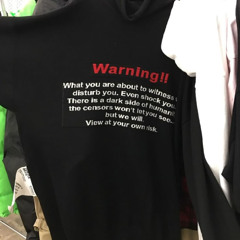 Warning!!
What you are about to witness
disturb you. Even shock you.
There is a dark side of humani
the censors won't let you see..
but we will.
View at your own risk.